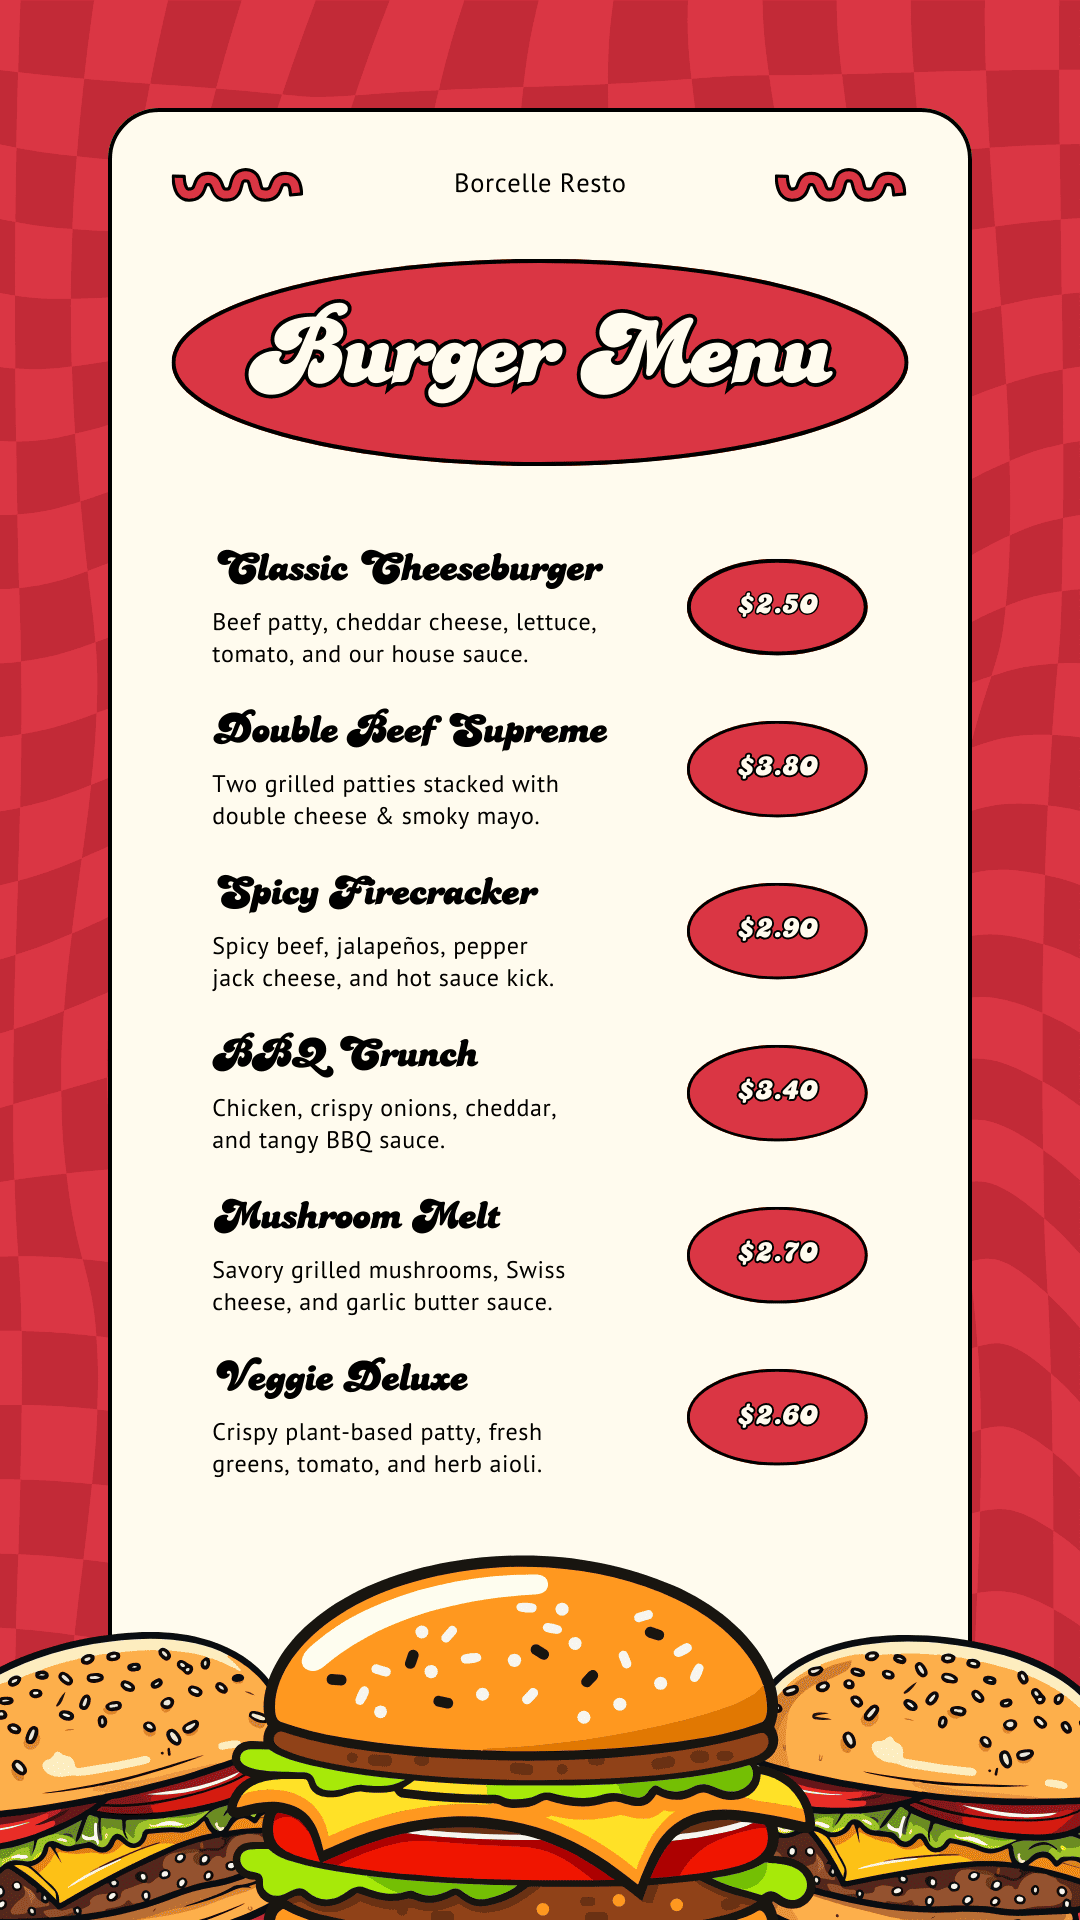 Borcelle Resto
Burger Menu
Classic Cheeseburger
$2.50
Beef patty, cheddar cheese, lettuce,
tomato, and our house sauce.
Double Beef Supreme
$3.80
Two grilled patties stacked with
double cheese & smoky mayo.
Spicy Firecracker
$2.90
Spicy beef, jalapeños, pepper
jack cheese, and hot sauce kick.
BBQ Crunch
$3.40
Chicken, crispy onions, cheddar,
and tangy BBQ sauce.
Mushroom Melt
$2.70
Savory grilled mushrooms, Swiss
cheese, and garlic butter sauce.
Veggie Deluxe
$2.60
Crispy plant-based patty, fresh
greens, tomato, and herb aioli.